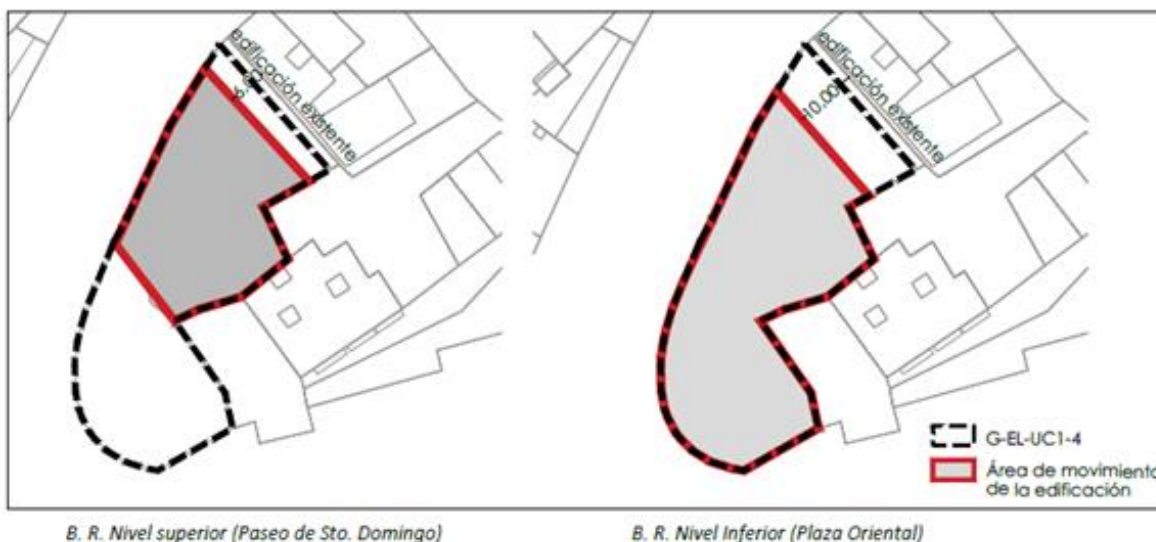 edificación existente
edificación existente
10,00
G-EL-UC1-4
Área de movimiento
de la edificación
B. R. Nivel superior (Paseo de Sto. Domingo)
B. R. Nivel Inferior (Plaza Oriental)